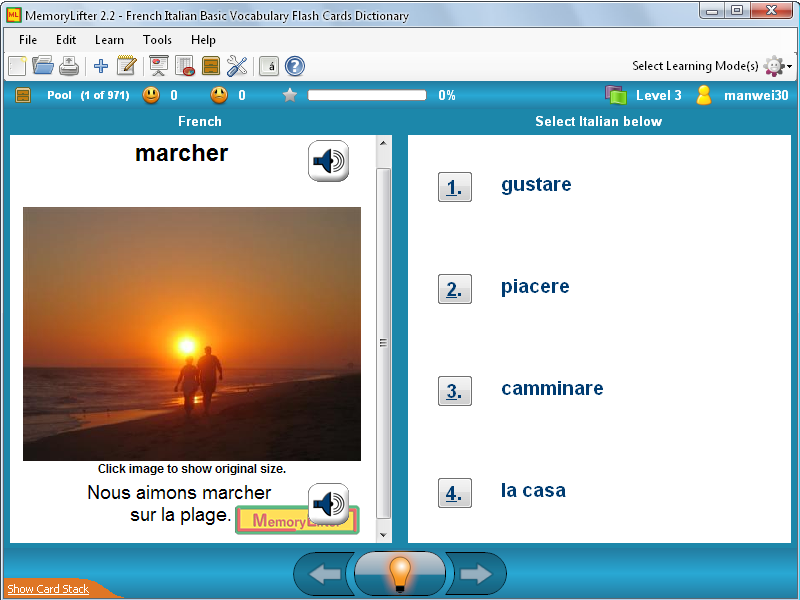 MemoryLifter 2.2 - French Italian Basic Vocabulary Flash Cards Dictionary
File Edit Learn Tools Help
Select Learning Mode(s)
Pool (1 of 971) 0 0 0% Level 3 manwei30
French
Select Italian below
marcher
1. gustare
2. piacere
3. camminare
4. la casa
Click image to show original size.
Nous aimons marcher
sur la plage.
MemoryLifter
Show Card Stack